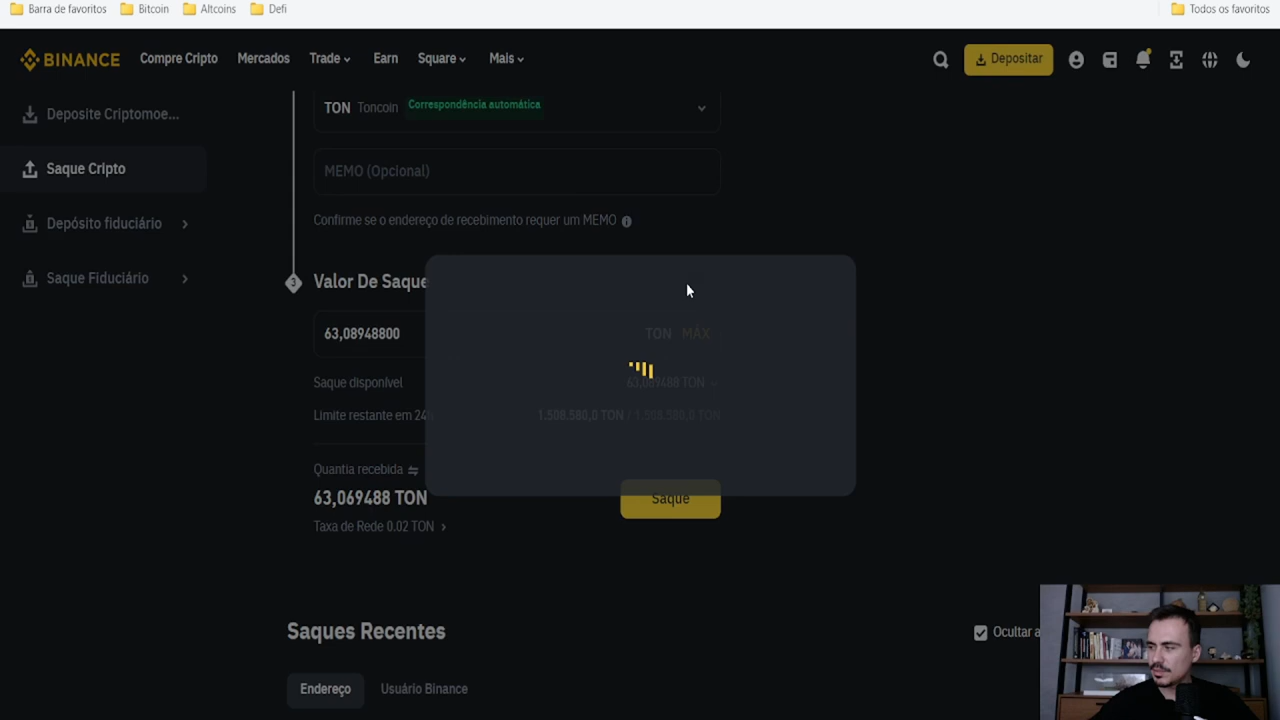 Barra de favoritos Bitcoin Altcoins Defi Todos os favoritos
BINANCE Compre Cripto Mercados Trade Earn Square Mais Depositar
Deposite Criptomoe...
Saque Cripto
Depósito fiduciário
Saque Fiduciário
TON Toncoin Correspondência automática
MEMO (Opcional)
Confirme se o endereço de recebimento requer um MEMO
3 Valor De Saque
63,08948800 TON MÁX
Saque disponível 63,089488 TON
Limite restante em 24h 1.508.580,0 TON / 1.508.580,0 TON
Quantia recebida
63,069488 TON Saque
Taxa de Rede 0.02 TON
Saques Recentes Ocultar a
Endereço Usuário Binance